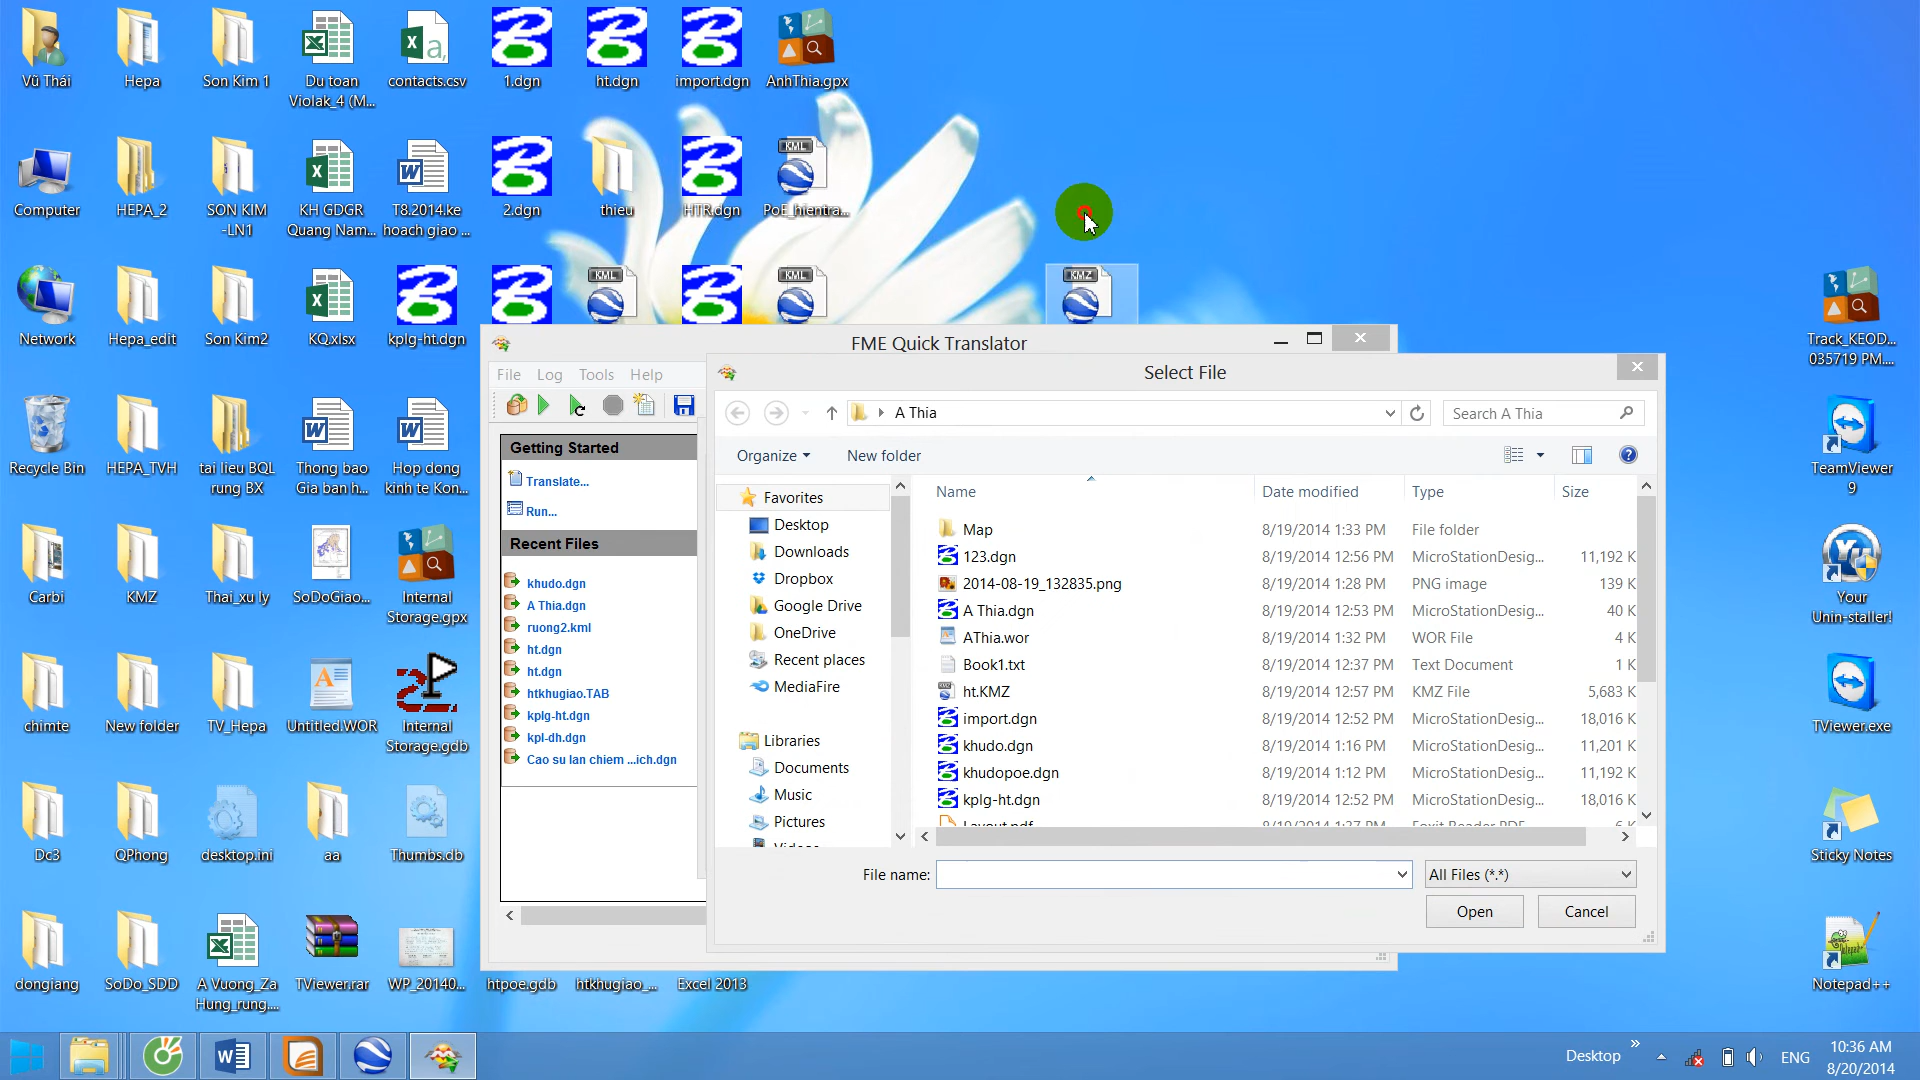 Vũ Thái
Hepa
Son Kim 1
Du toan
Violak_4 (M...
contacts.csv
1.dgn
ht.dgn
import.dgn
AnhThia.gpx
Computer
HEPA_2
SON KIM
-LN1
KH GDGR
Quang Nam...
T8.2014.ke
hoach giao ...
2.dgn
thieu
HTR.dgn
KML
PoE_hientra...
Network
Hepa_edit
Son Kim2
KQ.xlsx
kplg-ht.dgn
KML
KML
KMZ
Track_KEOD...
035719 PM....
Recycle Bin
HEPA_TVH
tai lieu BQL
rung BX
Thong bao
Gia ban h...
Hop dong
kinh te Kon...
TeamViewer
9
Carbi
KMZ
Thai_xu ly
SoDoGiao...
Internal
Storage.gpx
Your
Unin-staller!
chimte
New folder
TV_Hepa
Untitled.WOR
Internal
Storage.gdb
TViewer.exe
Dc3
QPhong
desktop.ini
aa
Thumbs.db
Sticky Notes
dongiang
SoDo_SDD
A Vuong_Za
Hung_rung....
TViewer.rar
WP_20140...
htpoe.gdb
htkhugiao_...
Excel 2013
Notepad++
FME Quick Translator
File Log Tools Help
Getting Started
Translate...
Run...
Recent Files
khudo.dgn
A Thia.dgn
ruong2.kml
ht.dgn
ht.dgn
htkhugiao.TAB
kplg-ht.dgn
kpl-dh.dgn
Cao su lan chiem ...ich.dgn
Select File
A Thia
Search A Thia
Organize
New folder
Favorites
Desktop
Downloads
Dropbox
Google Drive
OneDrive
Recent places
MediaFire
Libraries
Documents
Music
Pictures
Name Date modified Type Size
Map 8/19/2014 1:33 PM File folder
123.dgn 8/19/2014 12:56 PM MicroStationDesig... 11,192 K
2014-08-19_132835.png 8/19/2014 1:28 PM PNG image 139 K
A Thia.dgn 8/19/2014 12:53 PM MicroStationDesig... 40 K
AThia.wor 8/19/2014 1:32 PM WOR File 4 K
Book1.txt 8/19/2014 12:37 PM Text Document 1 K
ht.KMZ 8/19/2014 12:57 PM KMZ File 5,683 K
import.dgn 8/19/2014 12:52 PM MicroStationDesig... 18,016 K
khudo.dgn 8/19/2014 1:16 PM MicroStationDesig... 11,201 K
khudopoe.dgn 8/19/2014 1:12 PM MicroStationDesig... 11,192 K
kplg-ht.dgn 8/19/2014 12:52 PM MicroStationDesig... 18,016 K
File name:
All Files (*.*)
Open
Cancel
Desktop
ENG
10:36 AM
8/20/2014